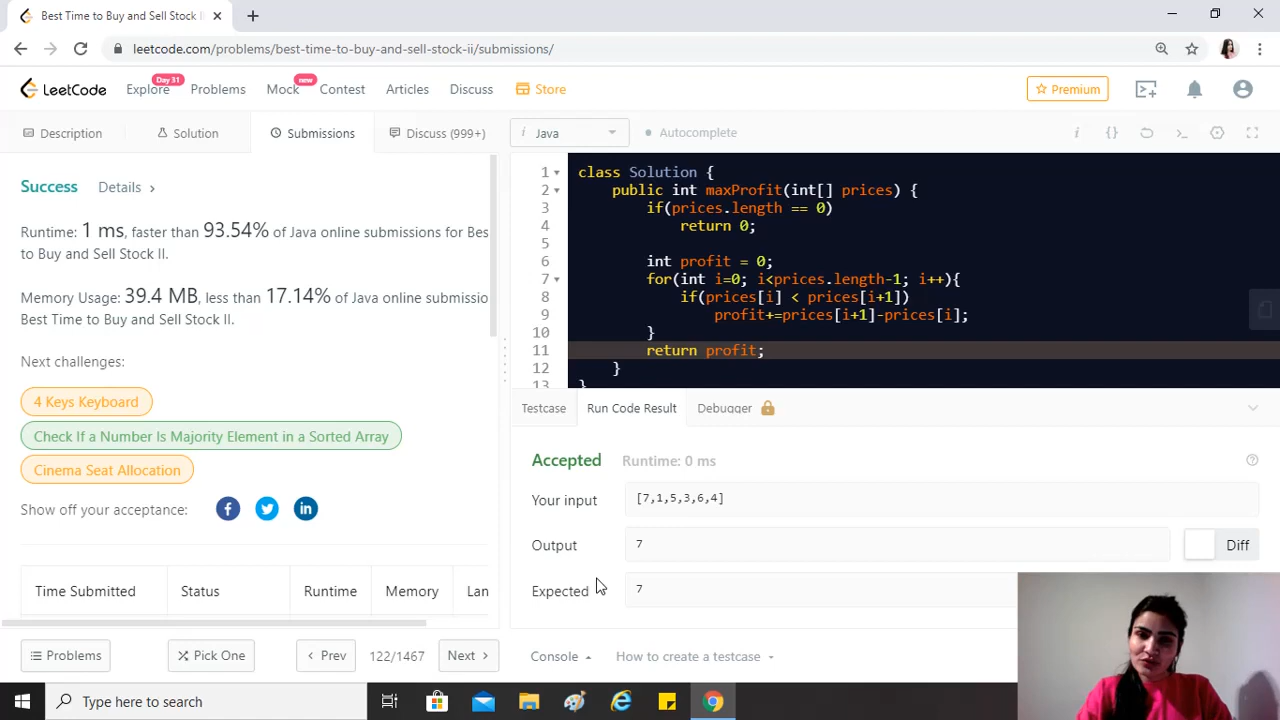 Best Time to Buy and Sell Stock II
leetcode.com/problems/best-time-to-buy-and-sell-stock-ii/submissions/
LeetCode
Explore
Day 31
Problems
Mock
new
Contest
Articles
Discuss
Store
Premium
Description
Solution
Submissions
Discuss (999+)
i Java
Autocomplete
i
{}
Success Details >
Runtime: 1 ms, faster than 93.54% of Java online submissions for Bes
to Buy and Sell Stock II.
Memory Usage: 39.4 MB, less than 17.14% of Java online submissio
Best Time to Buy and Sell Stock II.
Next challenges:
4 Keys Keyboard
Check If a Number Is Majority Element in a Sorted Array
Cinema Seat Allocation
Show off your acceptance:
Time Submitted Status Runtime Memory Lan
1 class Solution {
2 public int maxProfit(int[] prices) {
3 if(prices.length == 0)
4 return 0;
5
6 int profit = 0;
7 for(int i=0; i<prices.length-1; i++){
8 if(prices[i] < prices[i+1])
9 profit+=prices[i+1]-prices[i];
10 }
11 return profit;
12 }
13 }
Testcase Run Code Result Debugger
Accepted Runtime: 0 ms
Your input [7,1,5,3,6,4]
Output 7 Diff
Expected 7
Problems
Pick One
< Prev
122/1467
Next >
Console
How to create a testcase
Type here to search